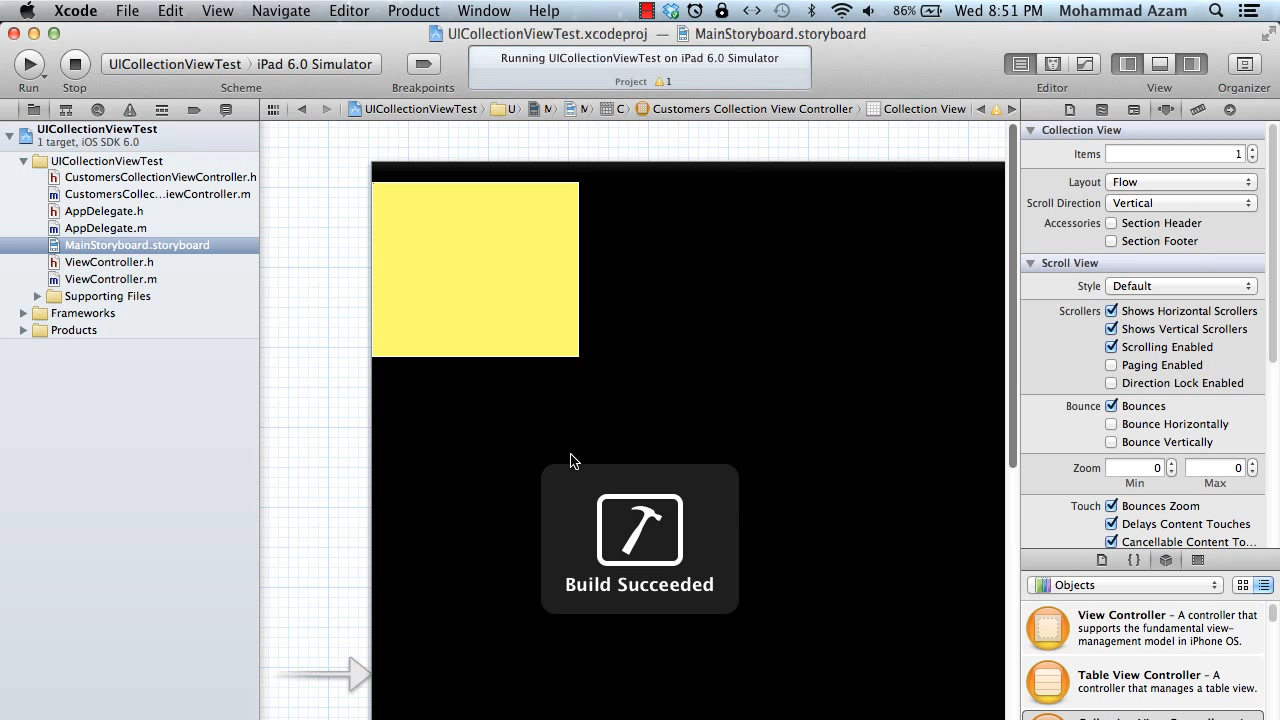 Xcode File Edit View Navigate Editor Product Window Help 86% Wed 8:51 PM Mohammad Azam
UICollectionViewTest.xcodeproj — MainStoryboard.storyboard
UICollectionViewTest iPad 6.0 Simulator
Running UICollectionViewTest on iPad 6.0 Simulator
Project 1
Run Stop Scheme Breakpoints Editor View Organizer
UICollectionViewTest U M M C Customers Collection View Controller Collection View
UICollectionViewTest
1 target, iOS SDK 6.0
UICollectionViewTest
CustomersCollectionViewController.h
CustomersCollec...iewController.m
AppDelegate.h
AppDelegate.m
MainStoryboard.storyboard
ViewController.h
ViewController.m
Supporting Files
Frameworks
Products
Build Succeeded
Collection View
Items 1
Layout Flow
Scroll Direction Vertical
Accessories Section Header
Section Footer
Scroll View
Style Default
Scrollers Shows Horizontal Scrollers
Shows Vertical Scrollers
Scrolling Enabled
Paging Enabled
Direction Lock Enabled
Bounce Bounces
Bounce Horizontally
Bounce Vertically
Zoom 0 0
Min Max
Touch Bounces Zoom
Delays Content Touches
Cancellable Content To...
{ }
Objects
View Controller – A controller that
supports the fundamental view-
management model in iPhone OS.
Table View Controller – A
controller that manages a table view.